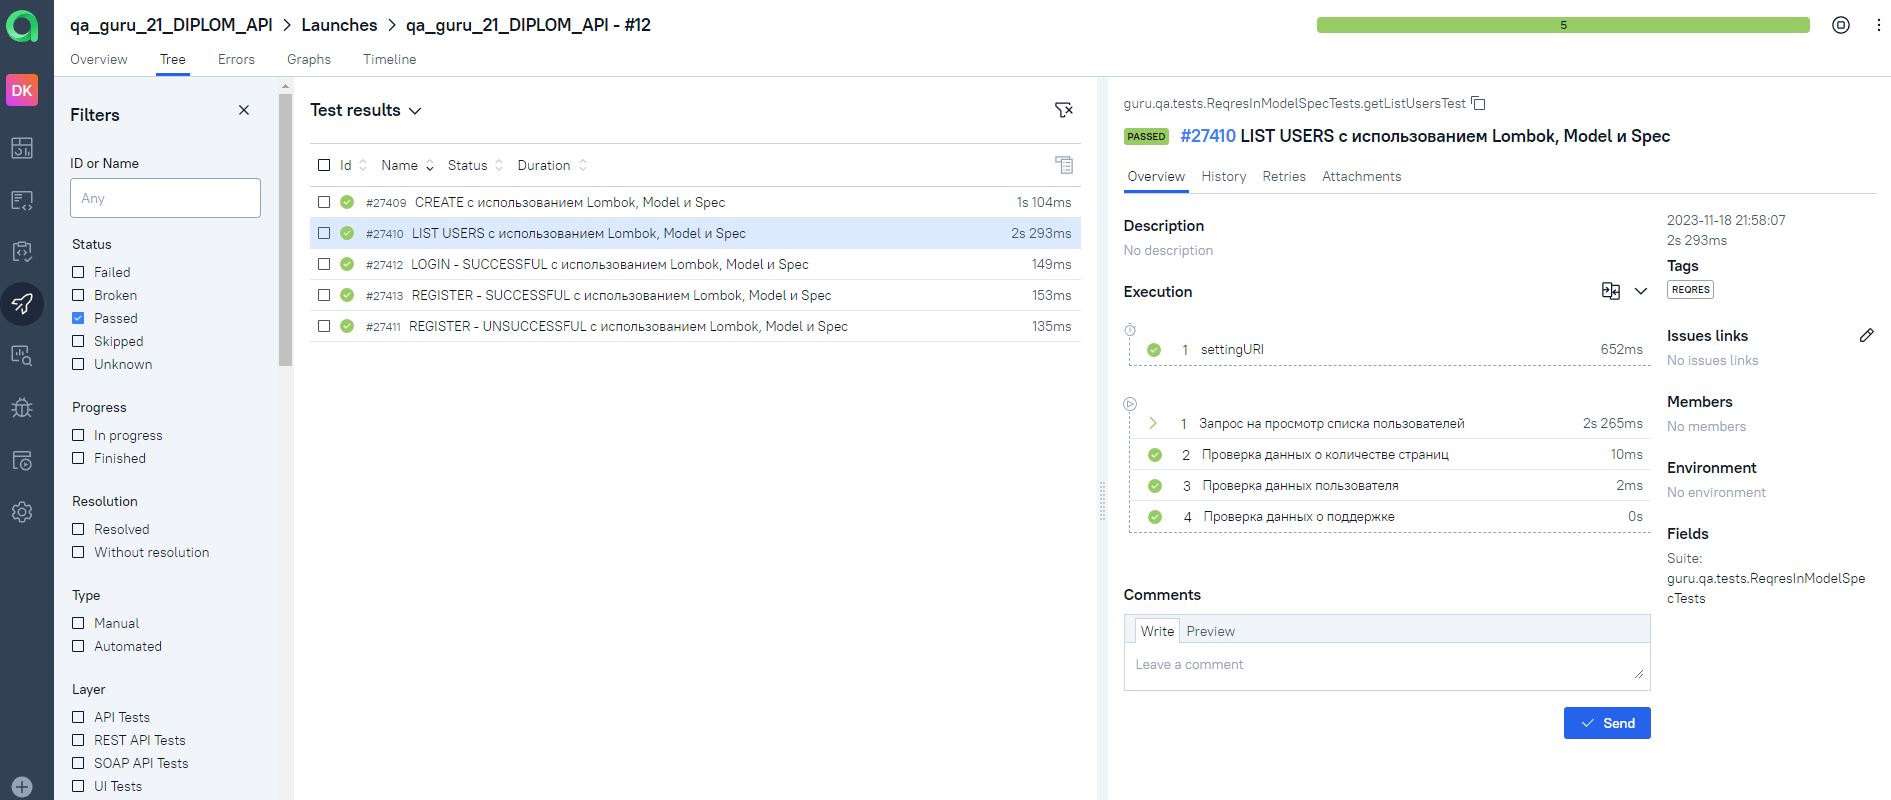 qa_guru_21_DIPLOM_API > Launches > qa_guru_21_DIPLOM_API - #12
5
Overview Tree Errors Graphs Timeline
DK
Filters
ID or Name
Any
Status
Failed
Broken
Passed
Skipped
Unknown
Progress
In progress
Finished
Resolution
Resolved
Without resolution
Type
Manual
Automated
Layer
API Tests
REST API Tests
SOAP API Tests
UI Tests
Test results
Id Name Status Duration
#27409 CREATE с использованием Lombok, Model и Spec 1s 104ms
#27410 LIST USERS с использованием Lombok, Model и Spec 2s 293ms
#27412 LOGIN - SUCCESSFUL с использованием Lombok, Model и Spec 149ms
#27413 REGISTER - SUCCESSFUL с использованием Lombok, Model и Spec 153ms
#27411 REGISTER - UNSUCCESSFUL с использованием Lombok, Model и Spec 135ms
guru.qa.tests.ReqresInModelSpecTests.getListUsersTest
PASSED #27410 LIST USERS с использованием Lombok, Model и Spec
Overview History Retries Attachments
Description
No description
Execution
1 settingURI 652ms
1 Запрос на просмотр списка пользователей 2s 265ms
2 Проверка данных о количестве страниц 10ms
3 Проверка данных пользователя 2ms
4 Проверка данных о поддержке 0s
Comments
Write Preview
Leave a comment
Send
2023-11-18 21:58:07
2s 293ms
Tags
REQRES
Issues links
No issues links
Members
No members
Environment
No environment
Fields
Suite:
guru.qa.tests.ReqresInModelSpe
cTests